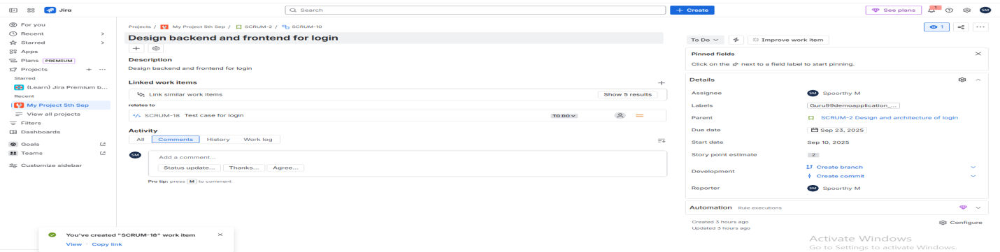 Jira
Search
+ Create
See plans
1
SM
For you
Recent
Starred
Apps
Plans PREMIUM
Projects
Starred
(Learn) Jira Premium b...
Recent
My Project 5th Sep
View all projects
Filters
Dashboards
Goals
Teams
Customize sidebar
Projects / My Project 5th Sep / SCRUM-2 / SCRUM-10
Design backend and frontend for login
Description
Design backend and frontend for login
Linked work items
Link similar work items
Show 5 results
relates to
SCRUM-18 Test case for login TO DO
Activity
All Comments History Work log
SM
Add a comment...
Status update... Thanks... Agree...
Pro tip: press M to comment
1
To Do
Improve work item
Pinned fields
Click on the next to a field label to start pinning.
Details
Assignee SM Spoorthy M
Labels Guru99demoapplication_...
Parent SCRUM-2 Design and architecture of login
Due date Sep 23, 2025
Start date Sep 10, 2025
Story point estimate 2
Development Create branch
Create commit
Reporter SM Spoorthy M
Automation Rule executions
Created 3 hours ago
Updated 3 hours ago
Configure
You've created "SCRUM-18" work item
View · Copy link
Activate Windows
Go to Settings to activate Windows.